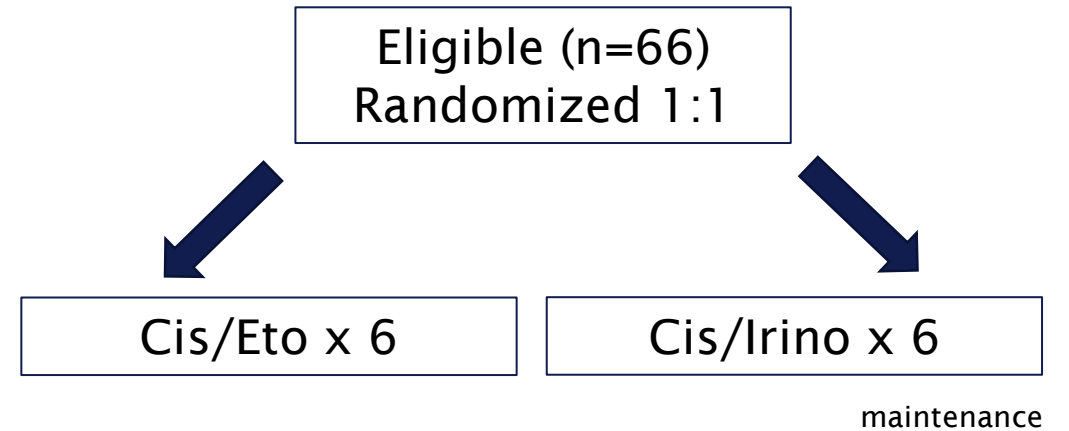 Eligible (n=66)
Randomized 1:1
Cis/Eto x 6
Cis/Irino x 6
maintenance